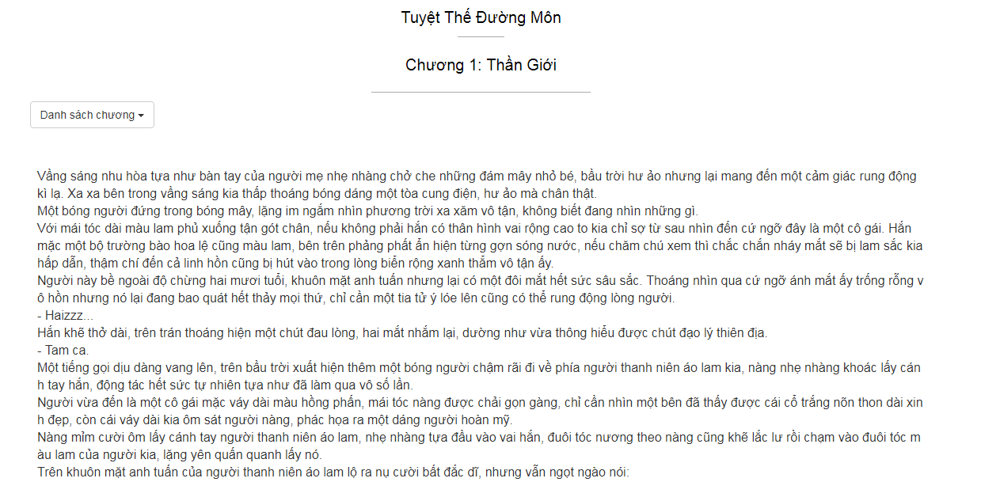 Tuyệt Thế Đường Môn
Chương 1: Thần Giới
Danh sách chương
Vầng sáng nhu hòa tựa như bàn tay của người mẹ nhẹ nhàng chở che những đám mây nhỏ bé, bầu trời hư ảo nhưng lại mang đến một cảm giác rung động
kì lạ. Xa xa bên trong vầng sáng kia thấp thoáng bóng dáng một tòa cung điện, hư ảo mà chân thật.
Một bóng người đứng trong bóng mây, lặng im ngắm nhìn phương trời xa xăm vô tận, không biết đang nhìn những gì.
Với mái tóc dài màu lam phủ xuống tận gót chân, nếu không phải hắn có thân hình vai rộng cao to kia chỉ sợ từ sau nhìn đến cứ ngỡ đây là một cô gái. Hắn
mặc một bộ trường bào hoa lệ cũng màu lam, bên trên phảng phất ẩn hiện từng gợn sóng nước, nếu chăm chú xem thì chắc chắn nháy mắt sẽ bị lam sắc kia
hấp dẫn, thậm chí đến cả linh hồn cũng bị hút vào trong lòng biển rộng xanh thẳm vô tận ấy.
Người này bề ngoài độ chừng hai mươi tuổi, khuôn mặt anh tuấn nhưng lại có một đôi mắt hết sức sâu sắc. Thoáng nhìn qua cứ ngỡ ánh mắt ấy trống rỗng v
ô hồn nhưng nó lại đang bao quát hết thảy mọi thứ, chỉ cần một tia tử ý lóe lên cũng có thể rung động lòng người.
- Haizzz...
Hắn khẽ thở dài, trên trán thoáng hiện một chút đau lòng, hai mắt nhắm lại, dường như vừa thông hiểu được chút đạo lý thiên địa.
- Tam ca.
Một tiếng gọi dịu dàng vang lên, trên bầu trời xuất hiện thêm một bóng người chậm rãi đi về phía người thanh niên áo lam kia, nàng nhẹ nhàng khoác lấy cán
h tay hắn, động tác hết sức tự nhiên tựa như đã làm qua vô số lần.
Người vừa đến là một cô gái mặc váy dài màu hồng phấn, mái tóc nàng được chải gọn gàng, chỉ cần nhìn một bên đã thấy được cái cổ trắng nõn thon dài xin
h đẹp, còn cái váy dài kia ôm sát người nàng, phác họa ra một dáng người hoàn mỹ.
Nàng mỉm cười ôm lấy cánh tay người thanh niên áo lam, nhẹ nhàng tựa đầu vào vai hắn, đuôi tóc nương theo nàng cũng khẽ lắc lư rồi chạm vào đuôi tóc m
àu lam của người kia, lặng yên quấn quanh lấy nó.
Trên khuôn mặt anh tuấn của người thanh niên áo lam lộ ra nụ cười bất đắc dĩ, nhưng vẫn ngọt ngào nói: